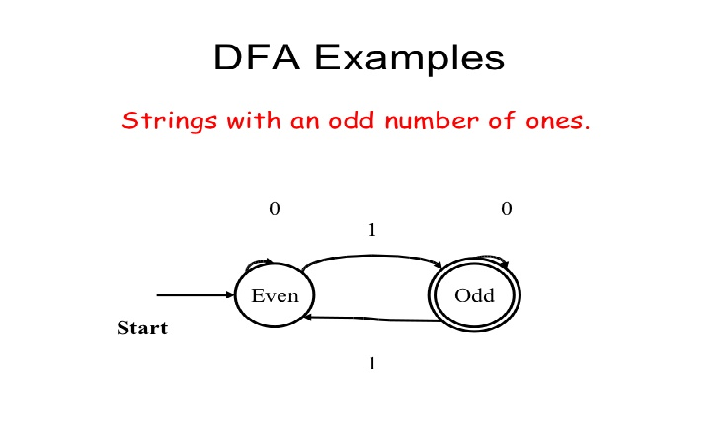 DFA Examples
Strings with an odd number of ones.
0
0
1
Even
Odd
Start
1